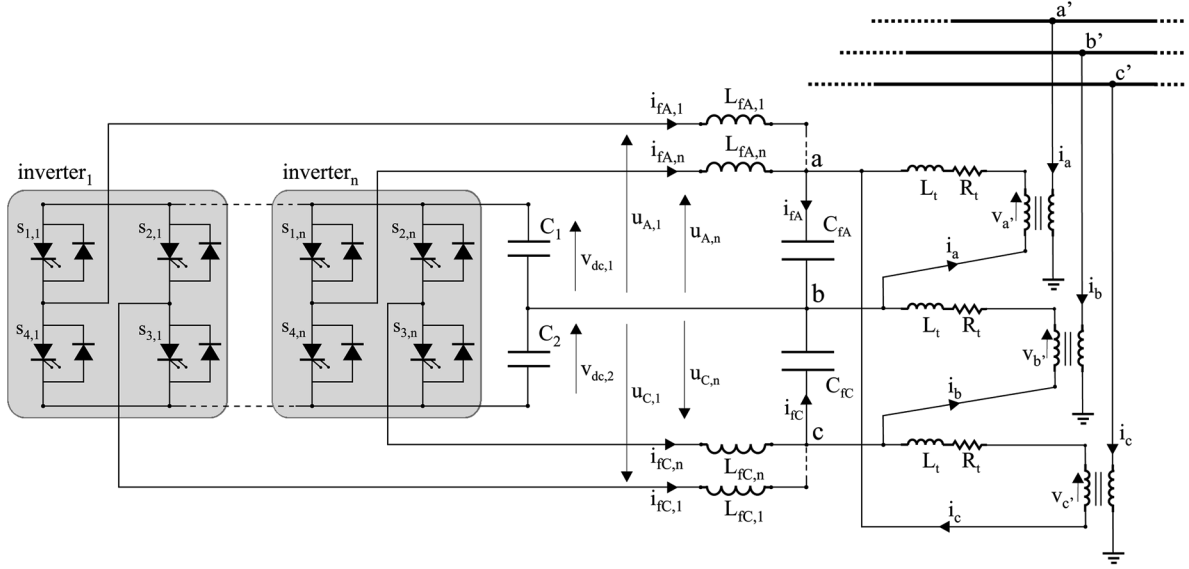 a'
b'
c'
i_fA,1
L_fA,1
i_fA,n
L_fA,n
a
L_t
R_t
i_a
v_a'
inverter_1
inverter_n
s_1,1
s_2,1
s_1,n
s_2,n
C_1
v_dc,1
u_A,1
u_A,n
i_fA
C_fA
i_a
b
L_t
R_t
i_b
v_b'
s_4,1
s_3,1
s_4,n
s_3,n
C_2
v_dc,2
u_C,1
u_C,n
C_fC
i_fC
i_b
c
L_t
R_t
i_c
v_c'
i_fC,n
L_fC,n
i_fC,1
L_fC,1
i_c